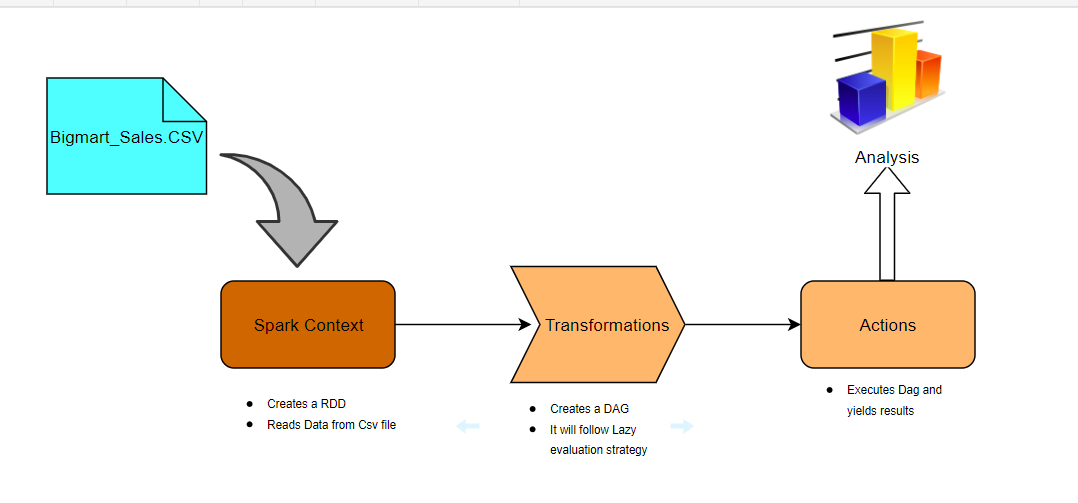 Bigmart_Sales.CSV
Analysis
Spark Context
Transformations
Actions
● Creates a RDD
● Reads Data from Csv file
● Creates a DAG
● It will follow Lazy
evaluation strategy
● Executes Dag and
yields results